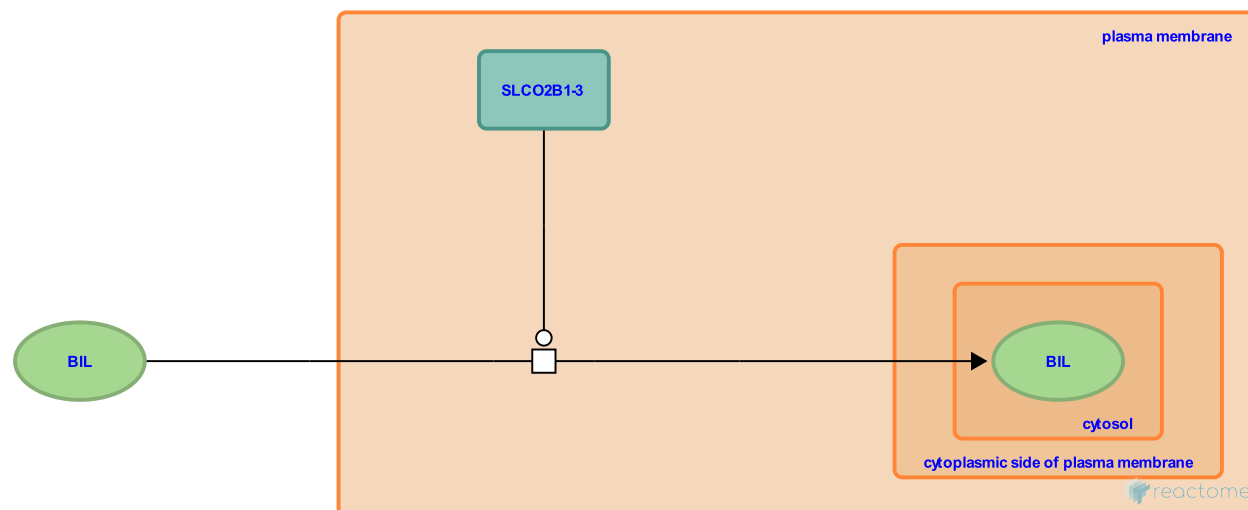 plasma membrane
SLCO2B1-3
BIL
BIL
cytosol
cytoplasmic side of plasma membrane
reactome